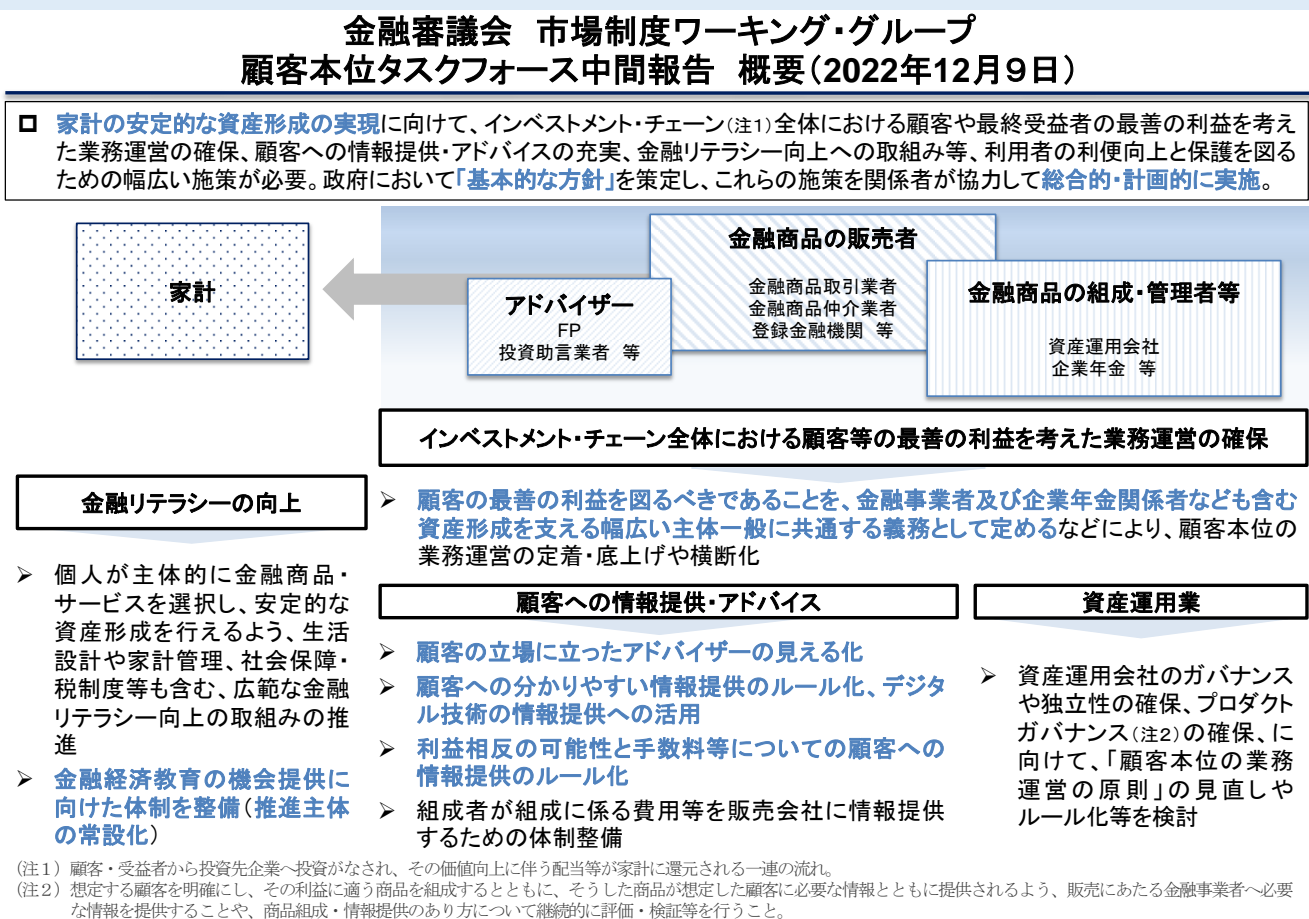 金融審議会　市場制度ワーキング・グループ
顧客本位タスクフォース中間報告　概要（2022年12月９日）
家計の安定的な資産形成の実現に向けて、インベストメント・チェーン（注１）全体における顧客や最終受益者の最善の利益を考え
た業務運営の確保、顧客への情報提供・アドバイスの充実、金融リテラシー向上への取組み等、利用者の利便向上と保護を図る
ための幅広い施策が必要。政府において「基本的な方針」を策定し、これらの施策を関係者が協力して総合的・計画的に実施。
家計
アドバイザー
FP
投資助言業者　等
金融商品の販売者
金融商品取引業者
金融商品仲介業者
登録金融機関　等
金融商品の組成・管理者等
資産運用会社
企業年金　等
インベストメント・チェーン全体における顧客等の最善の利益を考えた業務運営の確保
➢ 顧客の最善の利益を図るべきであることを、金融事業者及び企業年金関係者なども含む
資産形成を支える幅広い主体一般に共通する義務として定めるなどにより、顧客本位の
業務運営の定着・底上げや横断化
金融リテラシーの向上
➢ 個人が主体的に金融商品・
サービスを選択し、安定的な
資産形成を行えるよう、生活
設計や家計管理、社会保障・
税制度等も含む、広範な金融
リテラシー向上の取組みの推
進
➢ 金融経済教育の機会提供に
向けた体制を整備（推進主体
の常設化）
顧客への情報提供・アドバイス
➢ 顧客の立場に立ったアドバイザーの見える化
➢ 顧客への分かりやすい情報提供のルール化、デジタ
ル技術の情報提供への活用
➢ 利益相反の可能性と手数料等についての顧客への
情報提供のルール化
➢ 組成者が組成に係る費用等を販売会社に情報提供
するための体制整備
資産運用業
➢ 資産運用会社のガバナンス
や独立性の確保、プロダクト
ガバナンス（注２）の確保、に
向けて、「顧客本位の業務
運営の原則」の見直しや
ルール化等を検討
（注１）顧客・受益者から投資先企業へ投資がなされ、その価値向上に伴う配当等が家計に還元される一連の流れ。
（注２）想定する顧客を明確にし、その利益に適う商品を組成するとともに、そうした商品が想定した顧客に必要な情報とともに提供されるよう、販売にあたる金融事業者へ必要
な情報を提供することや、商品組成・情報提供のあり方について継続的に評価・検証等を行うこと。